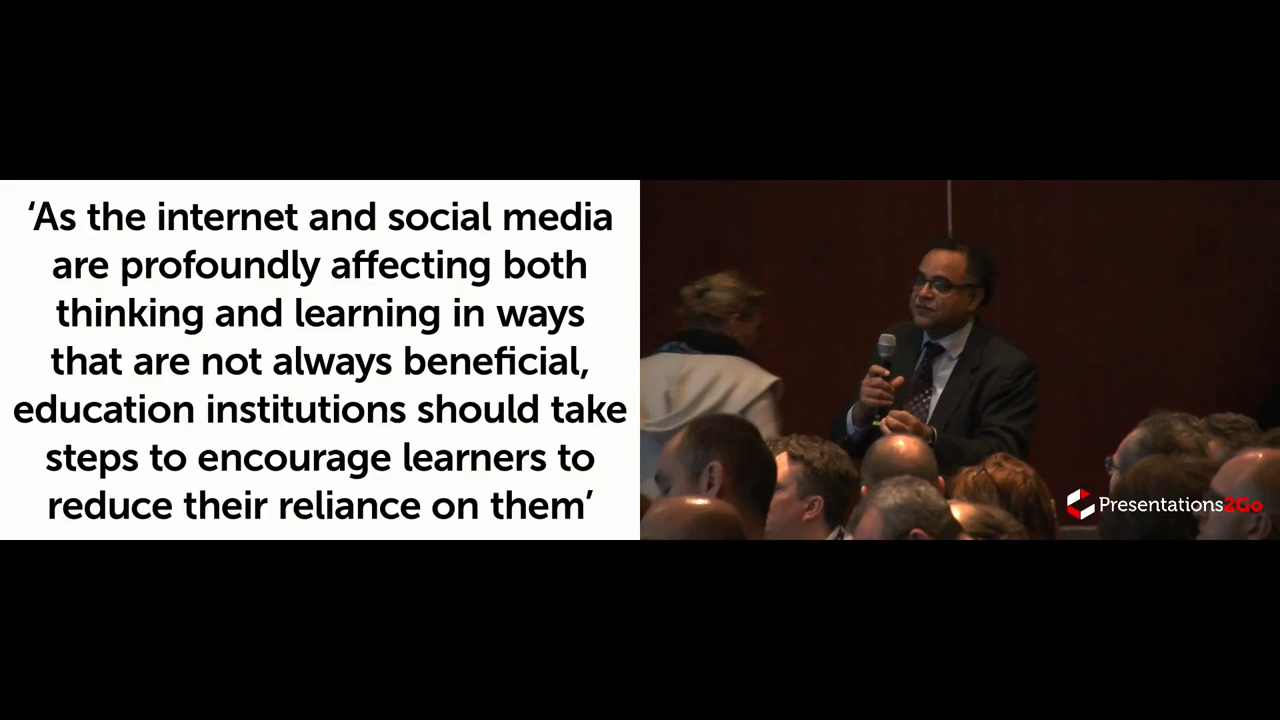 ‘As the internet and social media
are profoundly affecting both
thinking and learning in ways
that are not always beneficial,
education institutions should take
steps to encourage learners to
reduce their reliance on them’
Presentations2Go